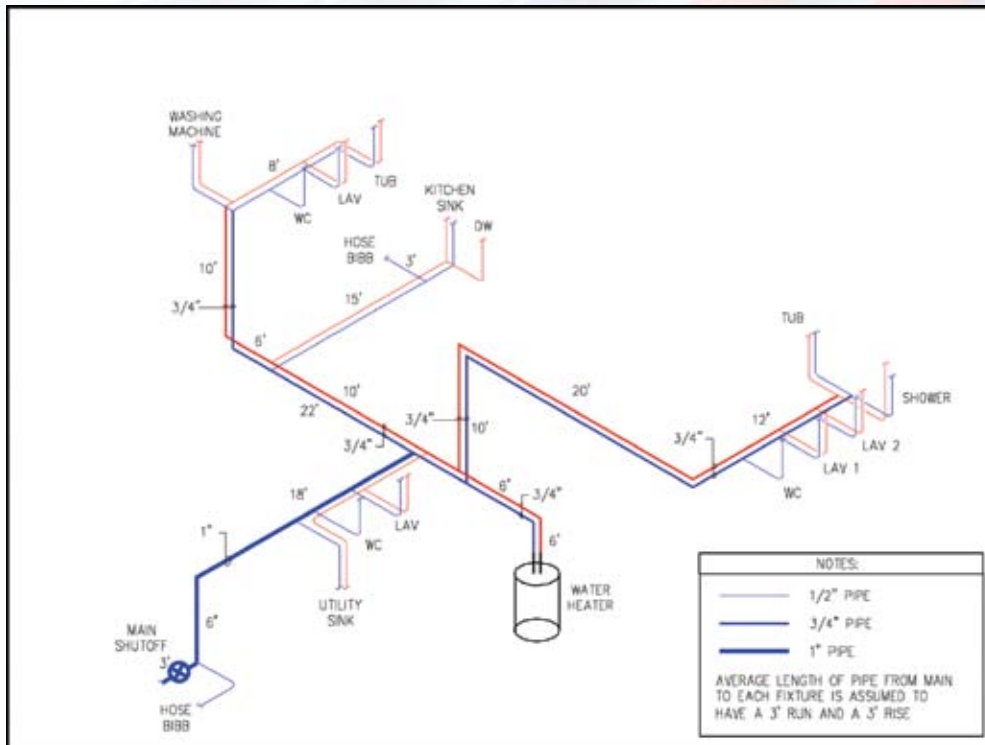 WASHING
MACHINE
8'
TUB
LAV
WC
KITCHEN
SINK
DW
HOSE
BIBB
3'
10'
15'
3/4"
6'
TUB
10'
20'
22'
3/4"
10'
3/4"
SHOWER
12'
3/4"
LAV 2
LAV 1
WC
6'
3/4"
18'
LAV
WC
1"
6'
UTILITY
SINK
WATER
HEATER
MAIN
SHUTOFF
6"
3'
HOSE
BIBB
NOTES:
1/2" PIPE
3/4" PIPE
1" PIPE
AVERAGE LENGTH OF PIPE FROM MAIN
TO EACH FIXTURE IS ASSUMED TO
HAVE A 3' RUN AND A 3' RISE